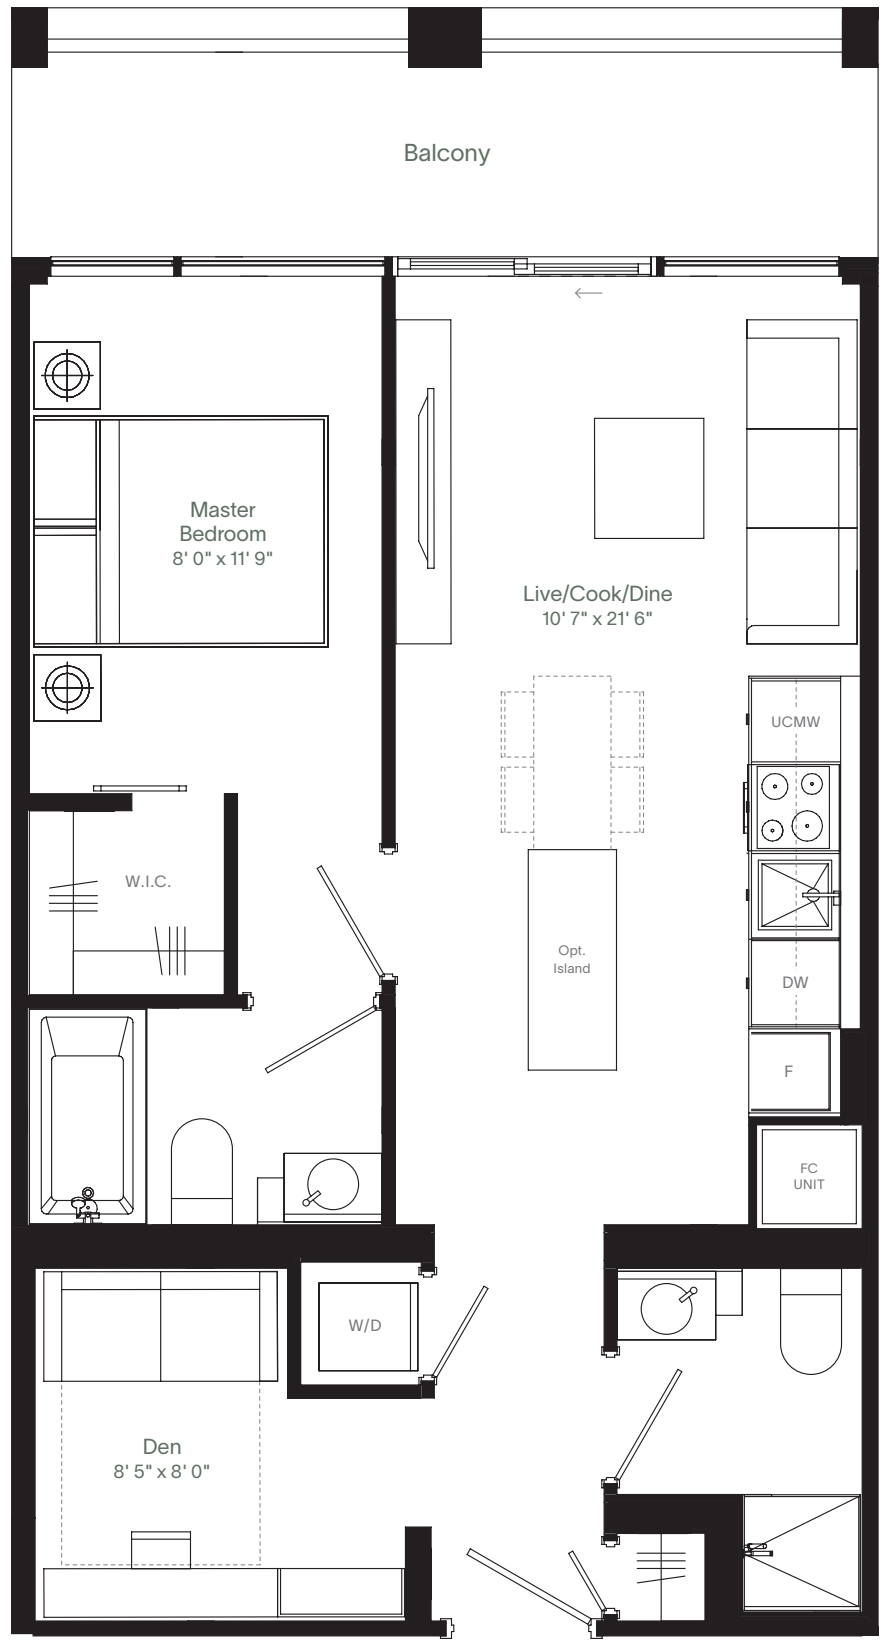 Balcony
Master
Bedroom
8' 0" x 11' 9"
Live/Cook/Dine
10' 7" x 21' 6"
UCMW
W.I.C.
Opt.
Island
DW
F
FC
UNIT
W/D
Den
8' 5" x 8' 0"